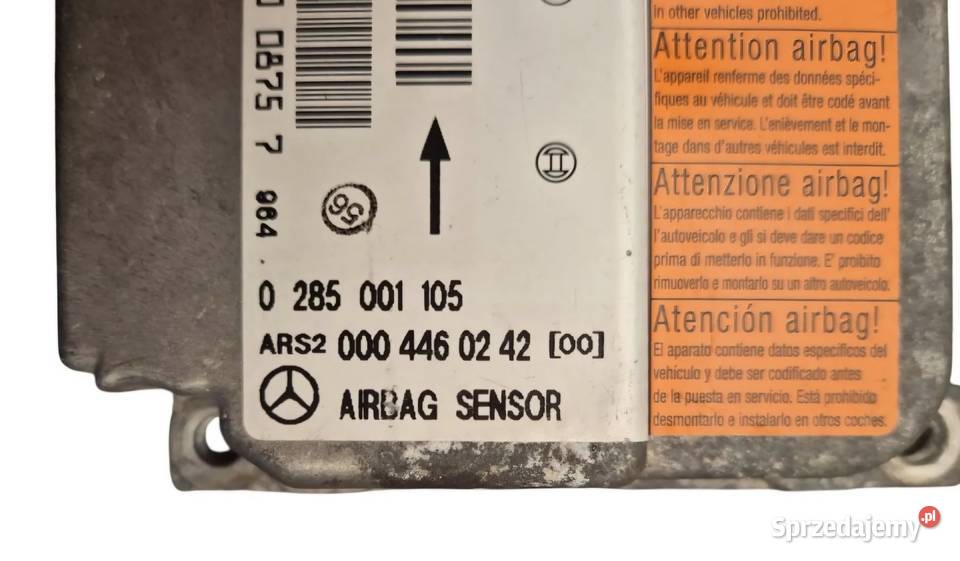 0 0875 7 964
56
0 285 001 105
ARS2 000 446 02 42 [00]
AIRBAG SENSOR
in other vehicles prohibited.
Attention airbag!
L'appareil renferme des données spéci-
fiques au véhicule et doit être codé avant
la mise en service. L'enlèvement et le mon-
tage dans d'autres véhicules est interdit.
Attenzione airbag!
L'apparecchio contiene i dati specifici dell'
l'autoveicolo e gli si deve dare un codice
prima di metterlo in funzione. E' proibito
rimuoverlo e montarlo su un altro autoveicolo.
Atención airbag!
El aparato contiene datos específicos del
vehículo y debe ser codificado antes
de la puesta en servicio. Está prohibido
desmontarlo e instalarlo en otros coches.
Sprzedajemy.pl